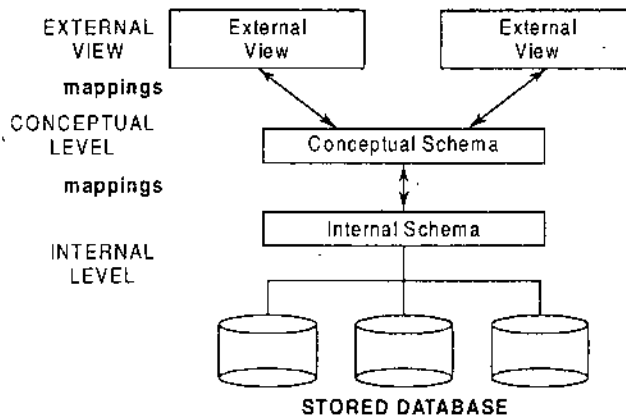 EXTERNAL
VIEW
External
View
External
View
mappings
CONCEPTUAL
LEVEL
Conceptual Schema
mappings
Internal Schema
INTERNAL
LEVEL
STORED DATABASE